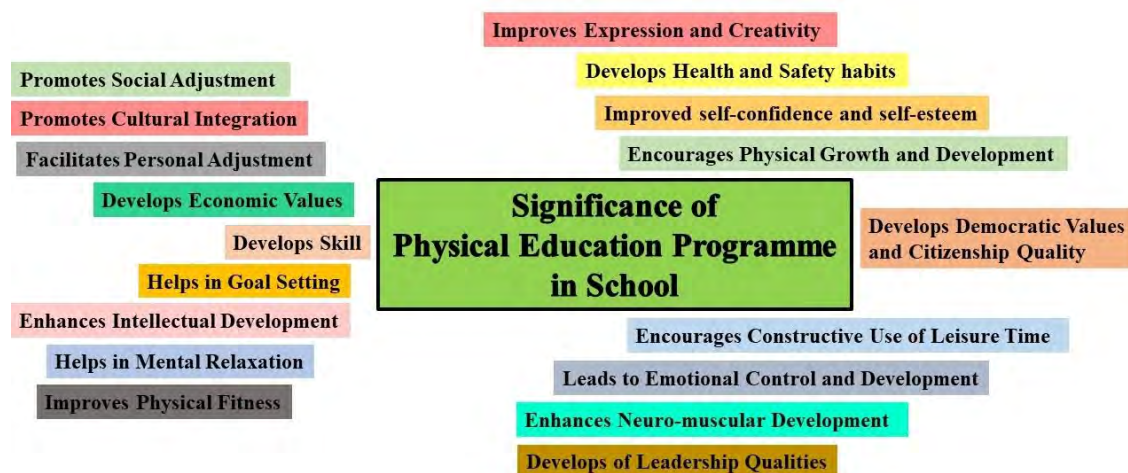 Improves Expression and Creativity
Develops Health and Safety habits
Improved self-confidence and self-esteem
Encourages Physical Growth and Development
Promotes Social Adjustment
Promotes Cultural Integration
Facilitates Personal Adjustment
Develops Economic Values
Develops Skill
Helps in Goal Setting
Enhances Intellectual Development
Helps in Mental Relaxation
Improves Physical Fitness
Significance of
Physical Education Programme
in School
Develops Democratic Values
and Citizenship Quality
Encourages Constructive Use of Leisure Time
Leads to Emotional Control and Development
Enhances Neuro-muscular Development
Develops of Leadership Qualities